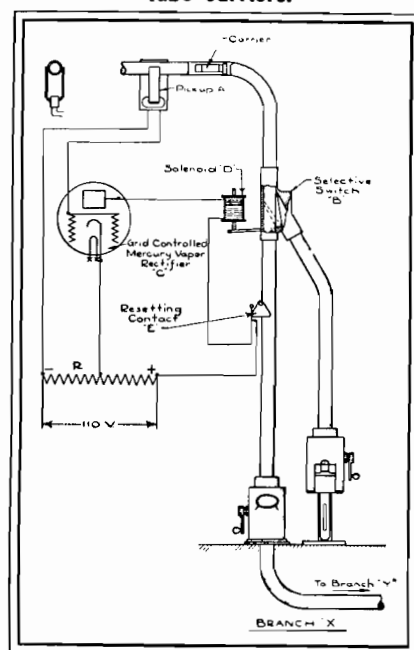 Tube Carriers.
Carrier
Pickup A
Solenoid "D"
Selective
Switch
"B"
Grid Controlled
Mercury Vapor
Rectifier
"C"
Resetting
Contact
"E"
- R +
110 V
To Branch "Y"
BRANCH "X"